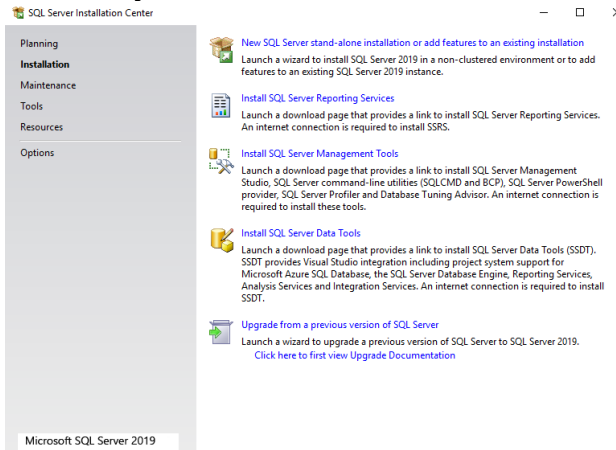 SQL Server Installation Center
Planning
Installation
Maintenance
Tools
Resources
Options
New SQL Server stand-alone installation or add features to an existing installation
Launch a wizard to install SQL Server 2019 in a non-clustered environment or to add
features to an existing SQL Server 2019 instance.
Install SQL Server Reporting Services
Launch a download page that provides a link to install SQL Server Reporting Services.
An internet connection is required to install SSRS.
Install SQL Server Management Tools
Launch a download page that provides a link to install SQL Server Management
Studio, SQL Server command-line utilities (SQLCMD and BCP), SQL Server PowerShell
provider, SQL Server Profiler and Database Tuning Advisor. An internet connection is
required to install these tools.
Install SQL Server Data Tools
Launch a download page that provides a link to install SQL Server Data Tools (SSDT).
SSDT provides Visual Studio integration including project system support for
Microsoft Azure SQL Database, the SQL Server Database Engine, Reporting Services,
Analysis Services and Integration Services. An internet connection is required to install
SSDT.
Upgrade from a previous version of SQL Server
Launch a wizard to upgrade a previous version of SQL Server to SQL Server 2019.
Click here to first view Upgrade Documentation
Microsoft SQL Server 2019